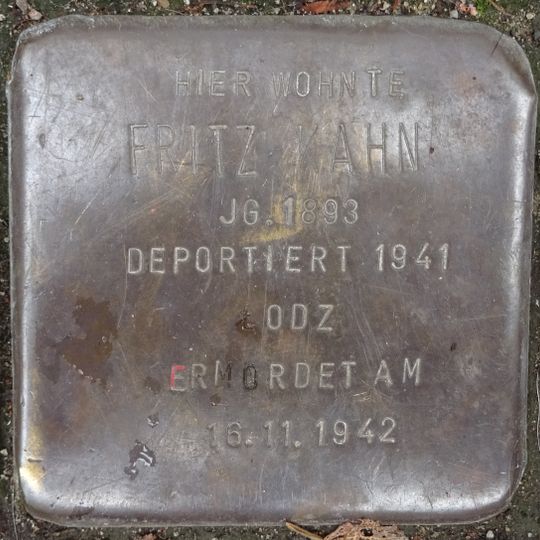 HIER WOHNTE
FRITZ KAHN
JG. 1893
DEPORTIERT 1941
LODZ
ERMORDET AM
16.11.1942